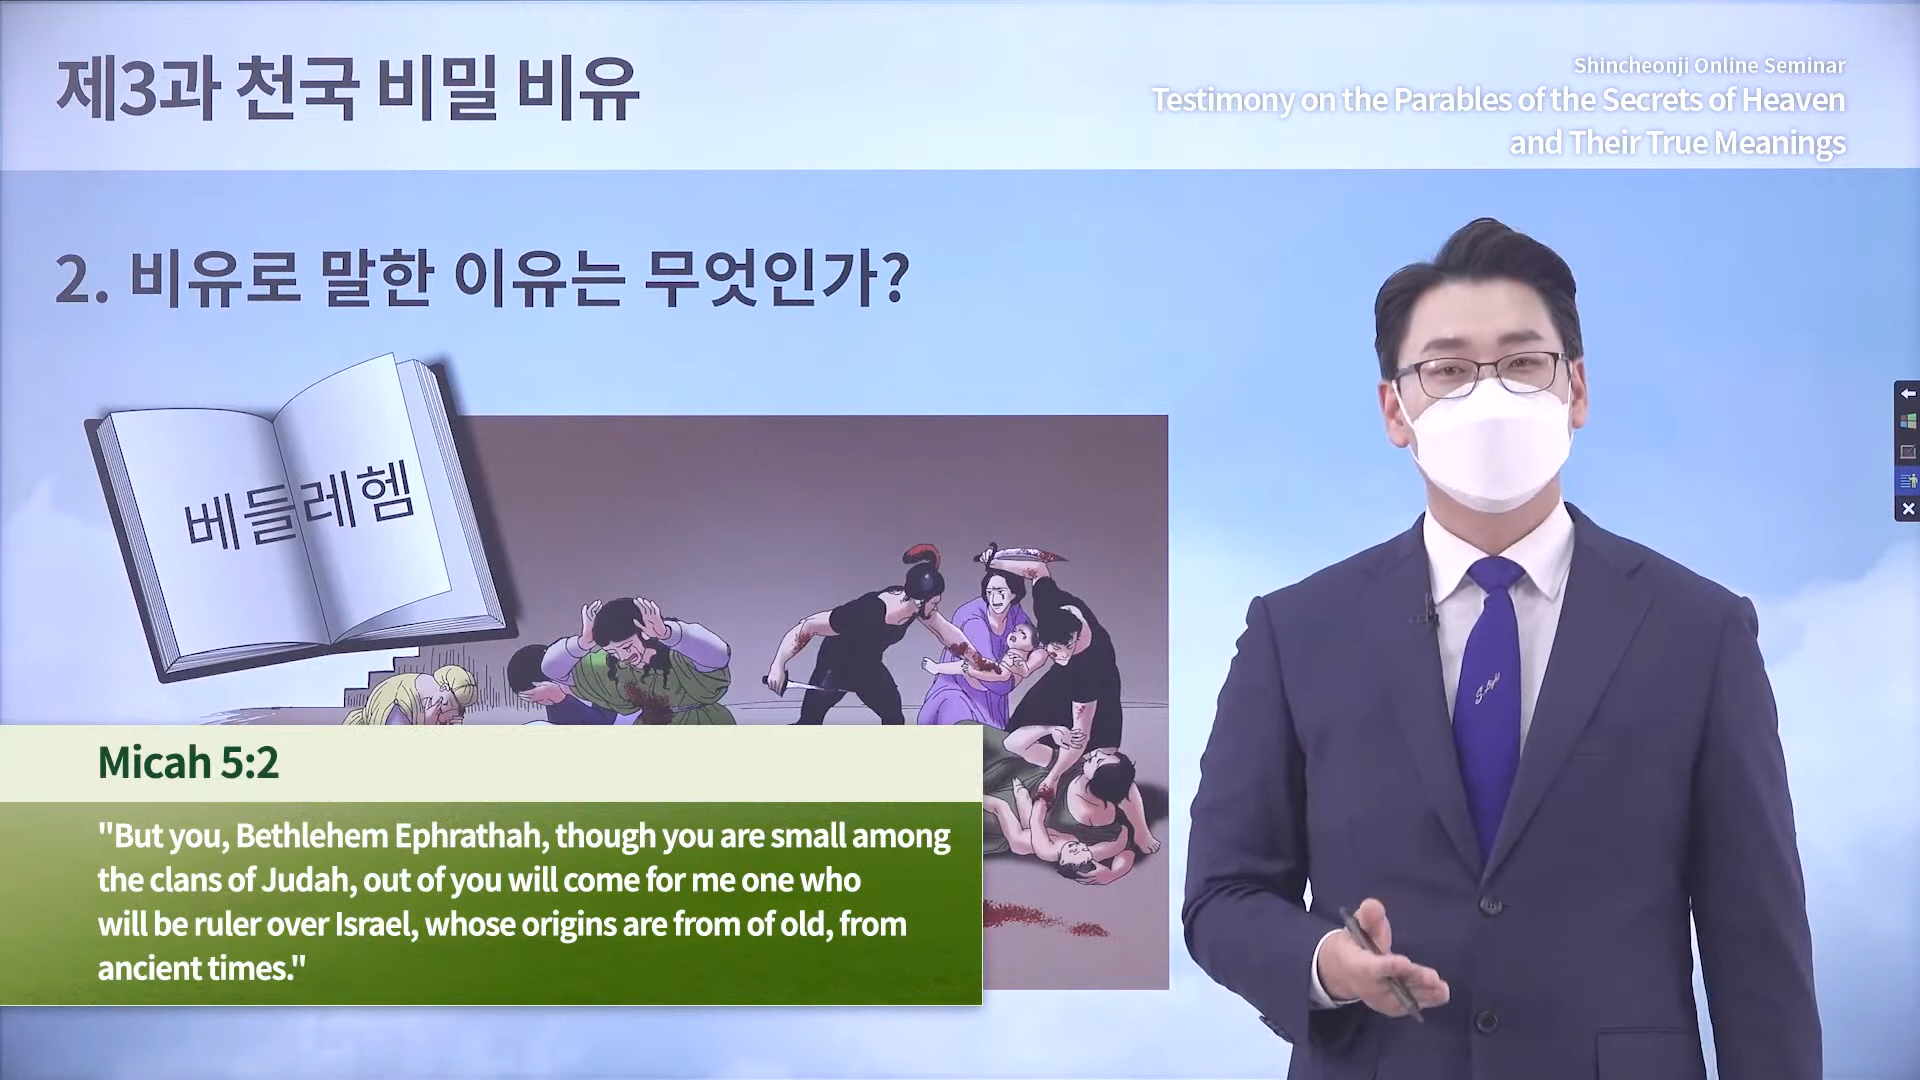 제3과 천국 비밀 비유
Shincheonji Online Seminar
Testimony on the Parables of the Secrets of Heaven
and Their True Meanings
2. 비유로 말한 이유는 무엇인가?
베들레헴
Micah 5:2
"But you, Bethlehem Ephrathah, though you are small among
the clans of Judah, out of you will come for me one who
will be ruler over Israel, whose origins are from of old, from
ancient times."